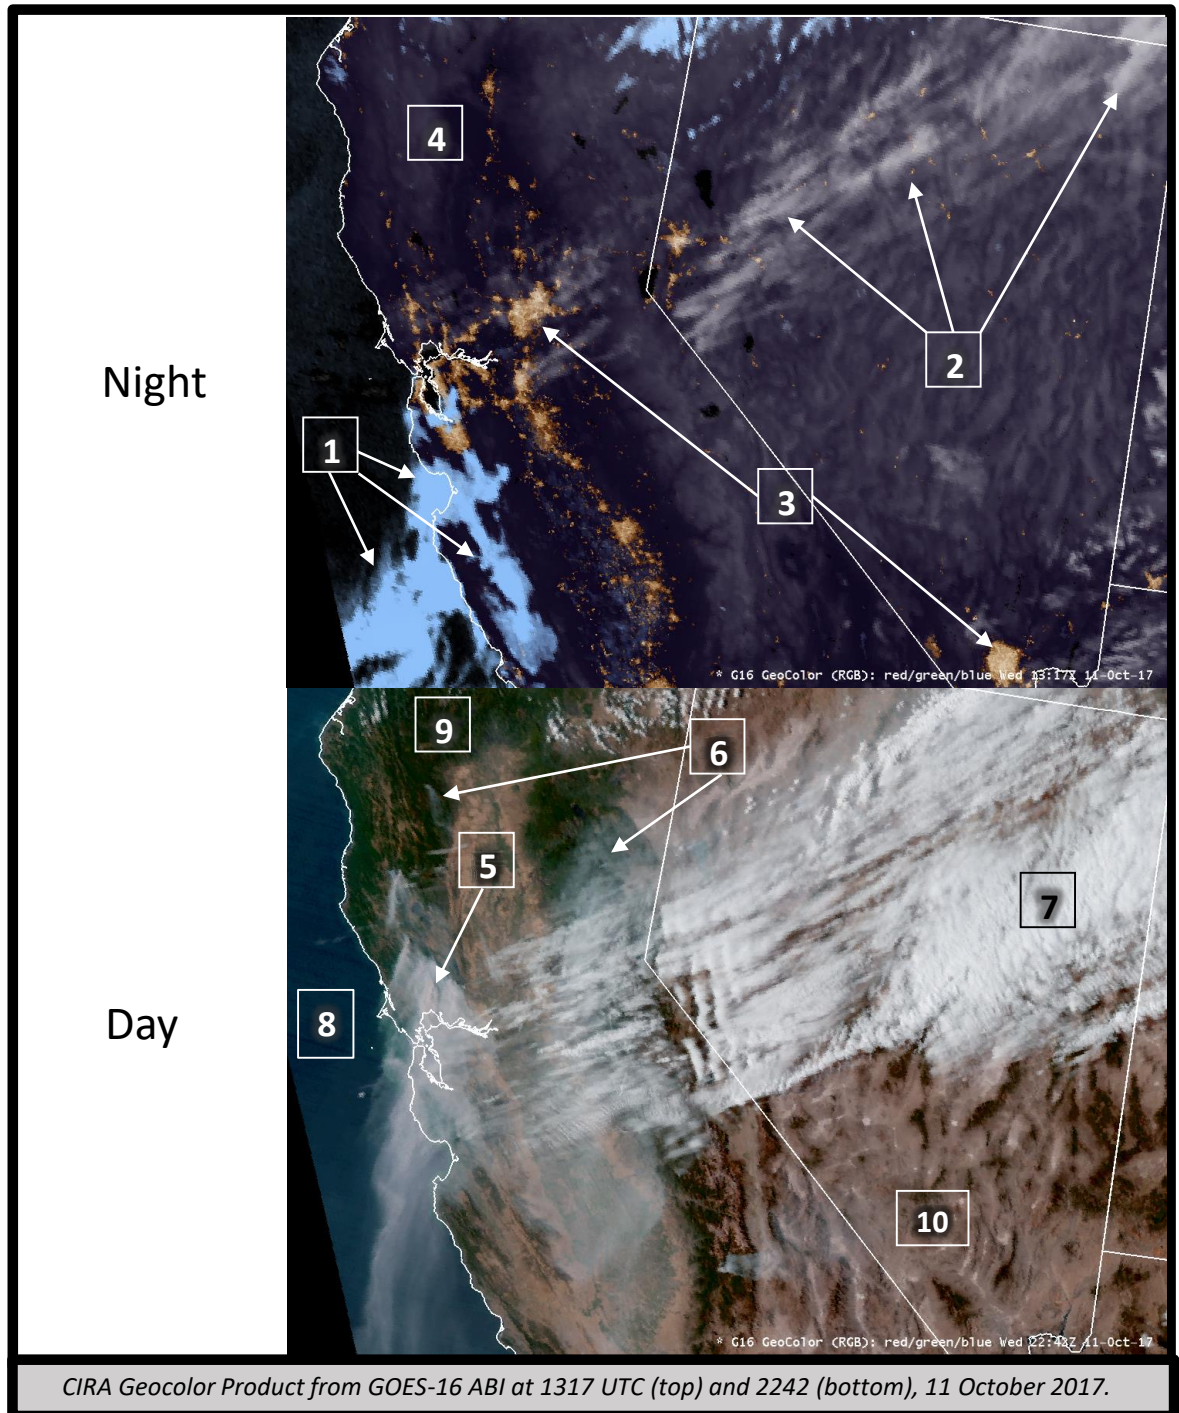 Night
4
2
1
3
* G16 GeoColor (RGB): red/green/blue Wed 13:17Z 11-Oct-17
9
6
5
7
8
Day
10
* G16 GeoColor (RGB): red/green/blue Wed 22:42Z 11-Oct-17
CIRA Geocolor Product from GOES-16 ABI at 1317 UTC (top) and 2242 (bottom), 11 October 2017.